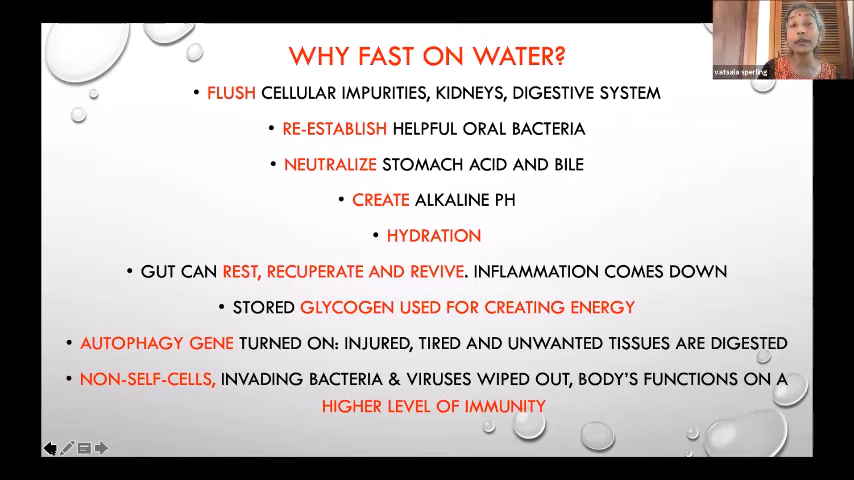 WHY FAST ON WATER?
vatsala sperling
• FLUSH CELLULAR IMPURITIES, KIDNEYS, DIGESTIVE SYSTEM
• RE-ESTABLISH HELPFUL ORAL BACTERIA
• NEUTRALIZE STOMACH ACID AND BILE
• CREATE ALKALINE PH
• HYDRATION
• GUT CAN REST, RECUPERATE AND REVIVE. INFLAMMATION COMES DOWN
• STORED GLYCOGEN USED FOR CREATING ENERGY
• AUTOPHAGY GENE TURNED ON: INJURED, TIRED AND UNWANTED TISSUES ARE DIGESTED
• NON-SELF-CELLS, INVADING BACTERIA & VIRUSES WIPED OUT, BODY'S FUNCTIONS ON A
HIGHER LEVEL OF IMMUNITY